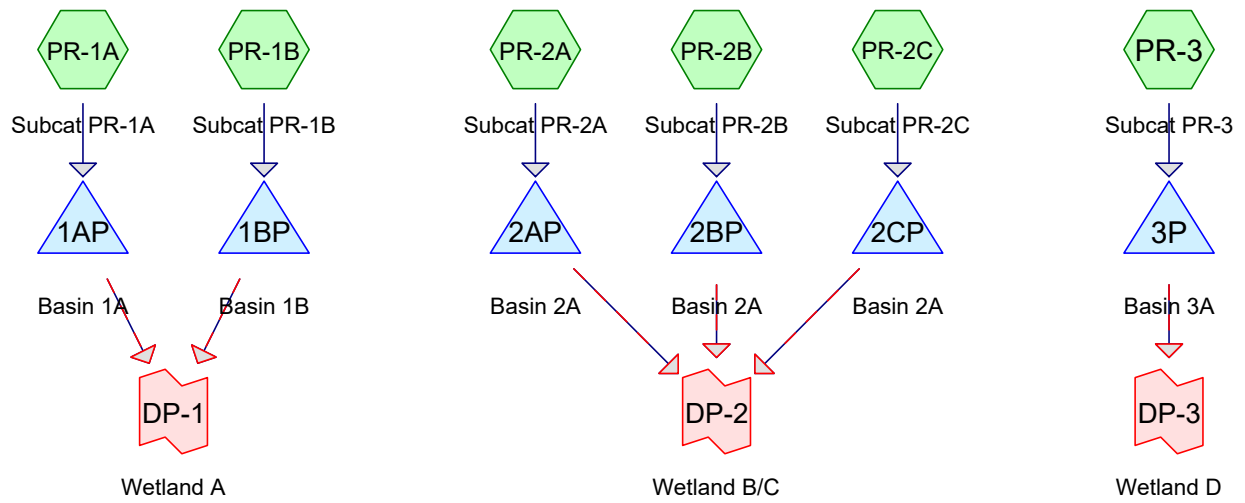 PR-1A PR-1B PR-2A PR-2B PR-2C PR-3
Subcat PR-1A Subcat PR-1B Subcat PR-2A Subcat PR-2B Subcat PR-2C Subcat PR-3
1AP 1BP 2AP 2BP 2CP 3P
Basin 1A Basin 1B Basin 2A Basin 2A Basin 2A Basin 3A
DP-1 DP-2 DP-3
Wetland A Wetland B/C Wetland D